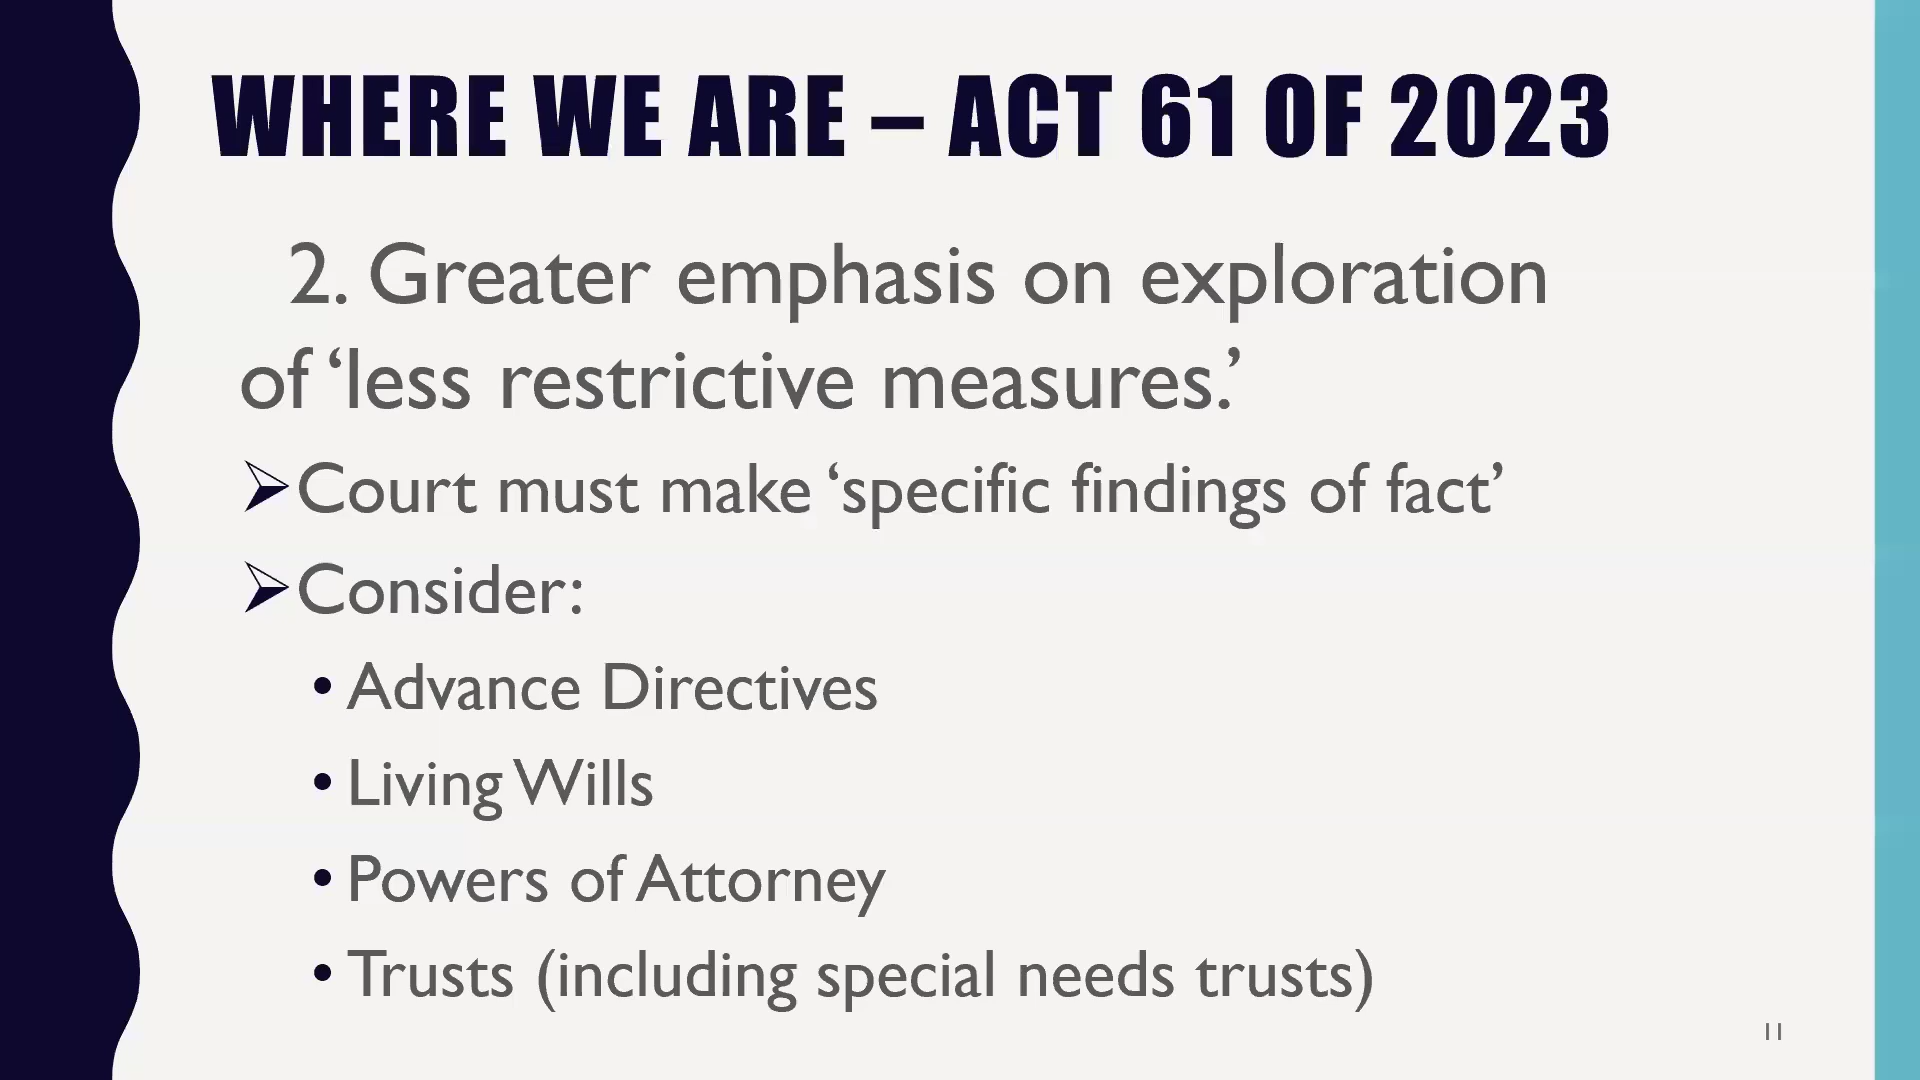 WHERE WE ARE – ACT 61 OF 2023
2. Greater emphasis on exploration
of ‘less restrictive measures.’
➢Court must make ‘specific findings of fact’
➢Consider:
• Advance Directives
• Living Wills
• Powers of Attorney
• Trusts (including special needs trusts)
11